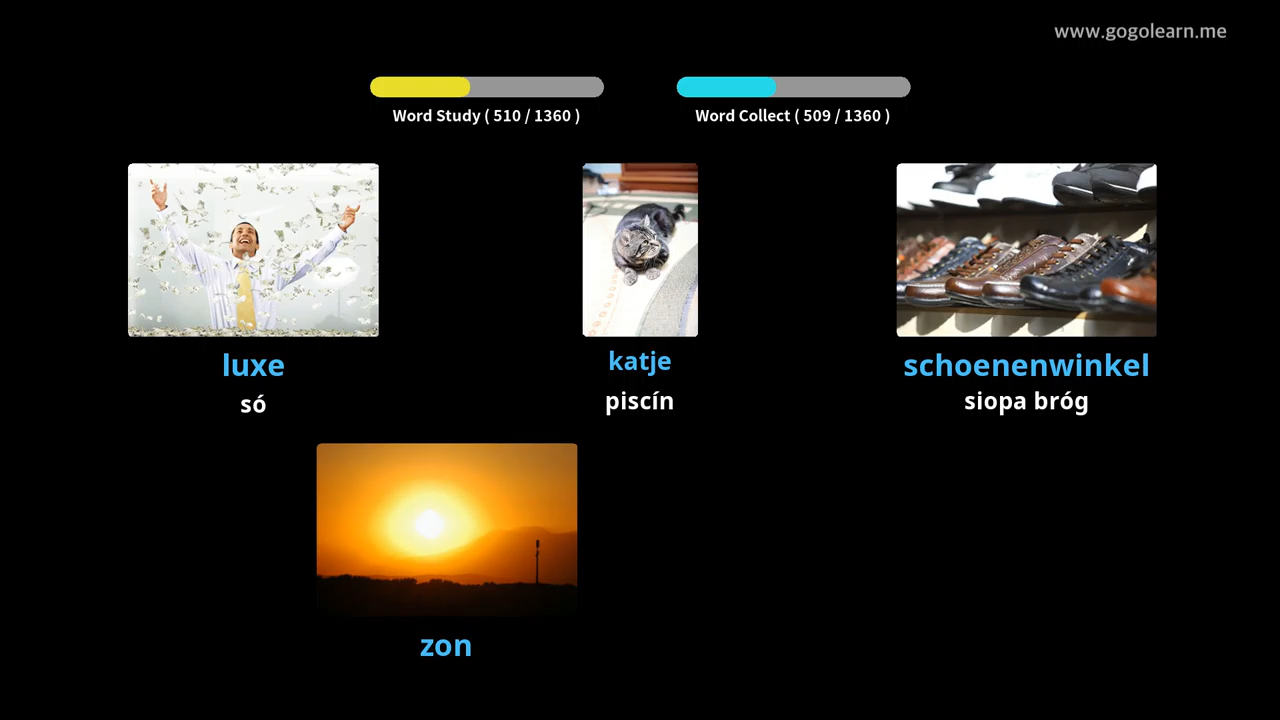 www.gogolearn.me
Word Study ( 510 / 1360 )
Word Collect ( 509 / 1360 )
luxe
só
katje
piscín
schoenenwinkel
siopa bróg
zon